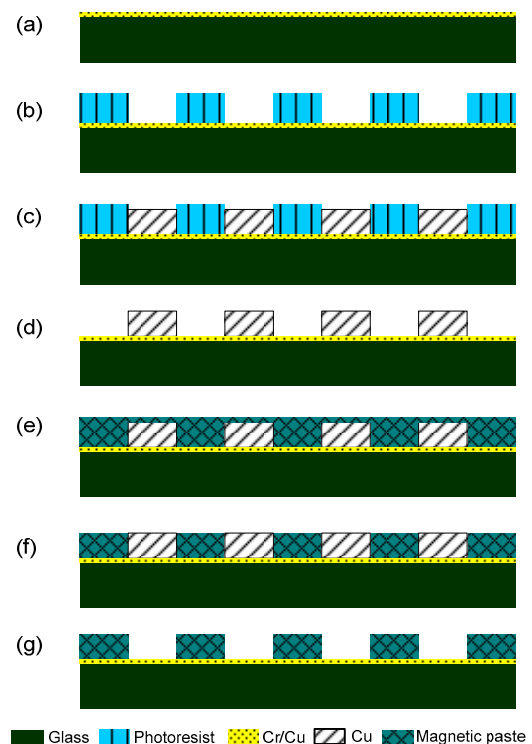 (a)
(b)
(c)
(d)
(e)
(f)
(g)
Glass Photoresist Cr/Cu Cu Magnetic paste